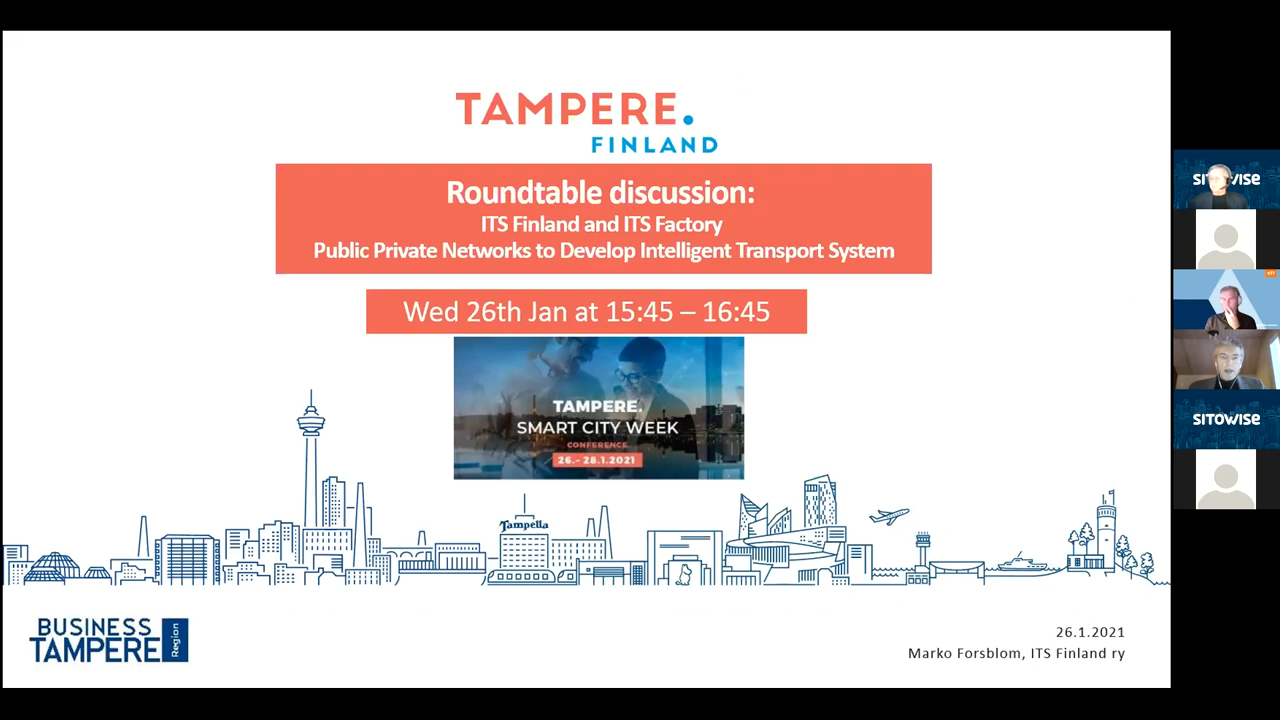 TAMPERE.
FINLAND
Roundtable discussion:
ITS Finland and ITS Factory
Public Private Networks to Develop Intelligent Transport System
Wed 26th Jan at 15:45 – 16:45
TAMPERE.
SMART CITY WEEK
CONFERENCE
26.- 28.1.2021
Tampella
BUSINESS
TAMPERE
Region
26.1.2021
Marko Forsblom, ITS Finland ry
SITOWISE